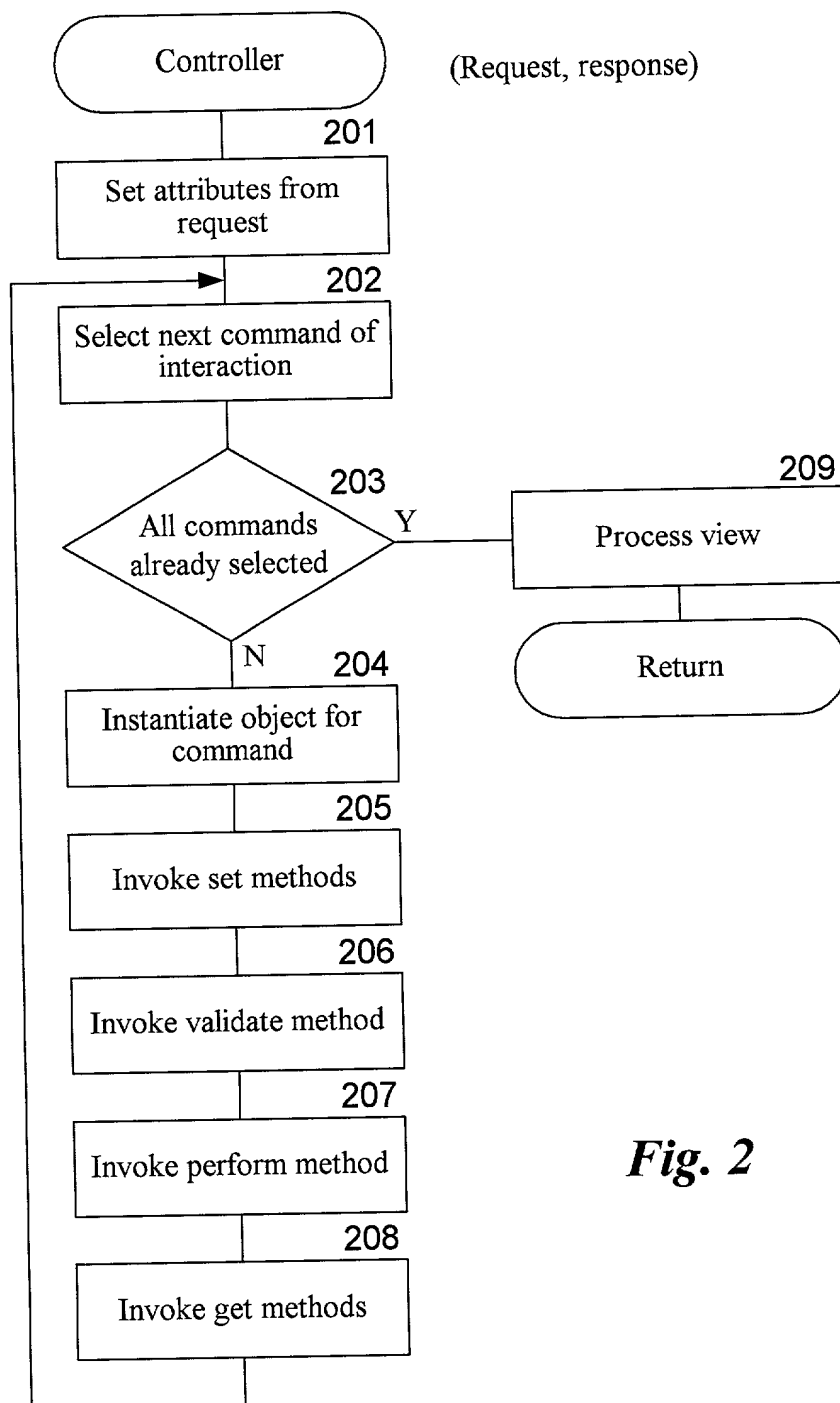 Controller
(Request, response)
201
Set attributes from
request
202
Select next command of
interaction
203
All commands
already selected
Y
209
Process view
Return
N
204
Instantiate object for
command
205
Invoke set methods
206
Invoke validate method
207
Invoke perform method
208
Invoke get methods
Fig. 2